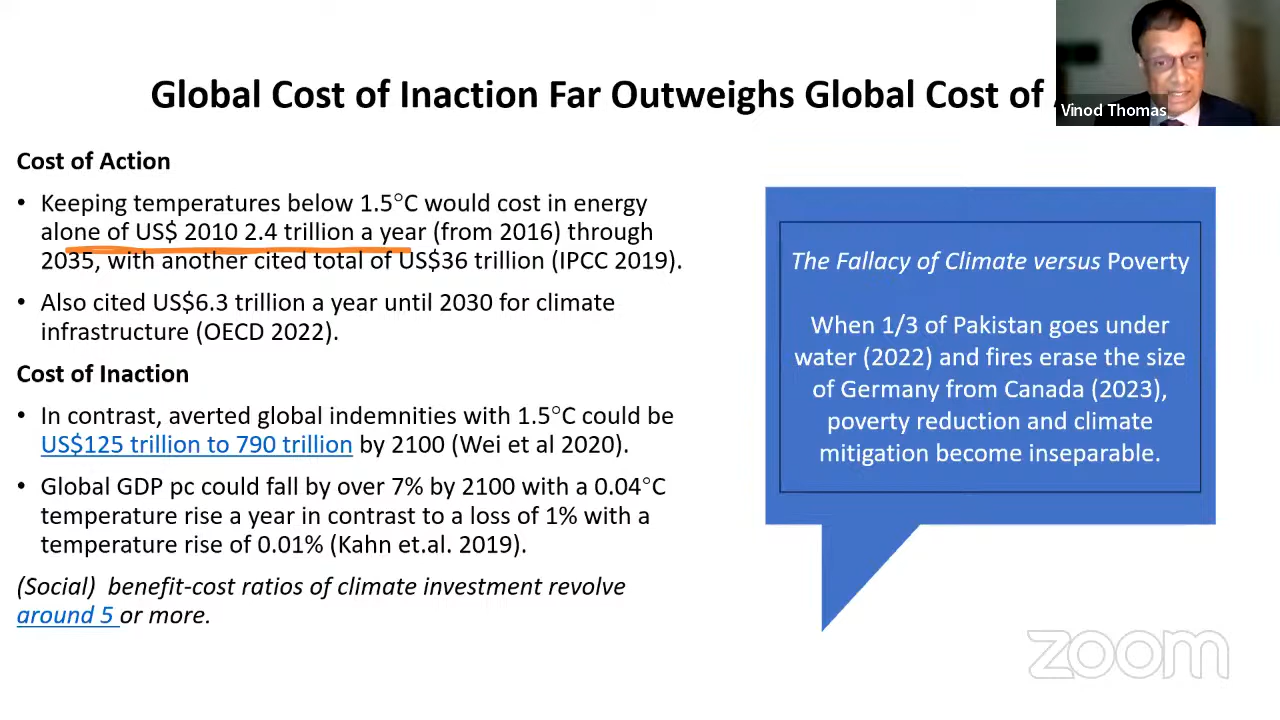 Global Cost of Inaction Far Outweighs Global Cost of
Vinod Thomas
Cost of Action
• Keeping temperatures below 1.5°C would cost in energy
alone of US$ 2010 2.4 trillion a year (from 2016) through
2035, with another cited total of US$36 trillion (IPCC 2019).
• Also cited US$6.3 trillion a year until 2030 for climate
infrastructure (OECD 2022).
Cost of Inaction
• In contrast, averted global indemnities with 1.5°C could be
US$125 trillion to 790 trillion by 2100 (Wei et al 2020).
• Global GDP pc could fall by over 7% by 2100 with a 0.04°C
temperature rise a year in contrast to a loss of 1% with a
temperature rise of 0.01% (Kahn et.al. 2019).
(Social) benefit-cost ratios of climate investment revolve
around 5 or more.
The Fallacy of Climate versus Poverty
When 1/3 of Pakistan goes under
water (2022) and fires erase the size
of Germany from Canada (2023),
poverty reduction and climate
mitigation become inseparable.
zoom